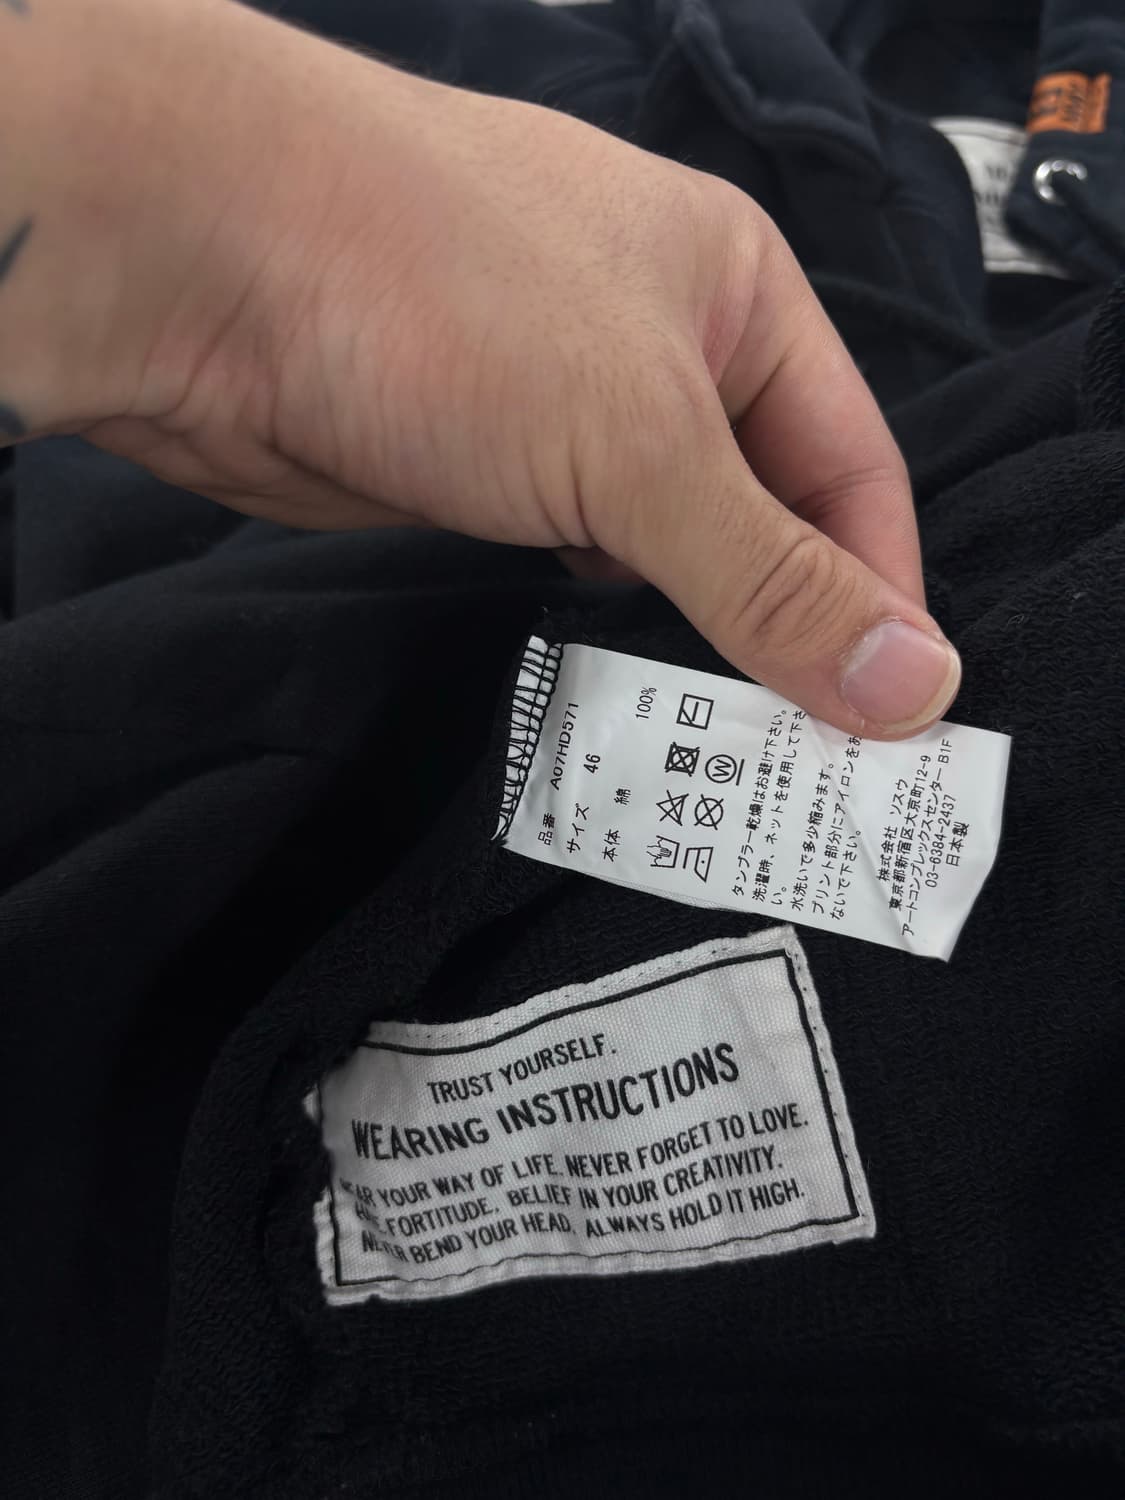 品番 A07HD571
サイズ 46
本体 綿 100%
W
タンブラー乾燥はお避け下さい。
洗濯時、ネットを使用して下さ
い。
水洗いで多少縮みます。
プリント部分にアイロンをあ
ないで下さい。
株式会社 ソスウ
東京都新宿区大京町12-9
アートコンプレックスセンター B1F
03-6384-2437
日本製
TRUST YOURSELF.
WEARING INSTRUCTIONS
YOUR WAY OF LIFE. NEVER FORGET TO LOVE.
FORTITUDE. BELIEF IN YOUR CREATIVITY.
NEVER BEND YOUR HEAD. ALWAYS HOLD IT HIGH.